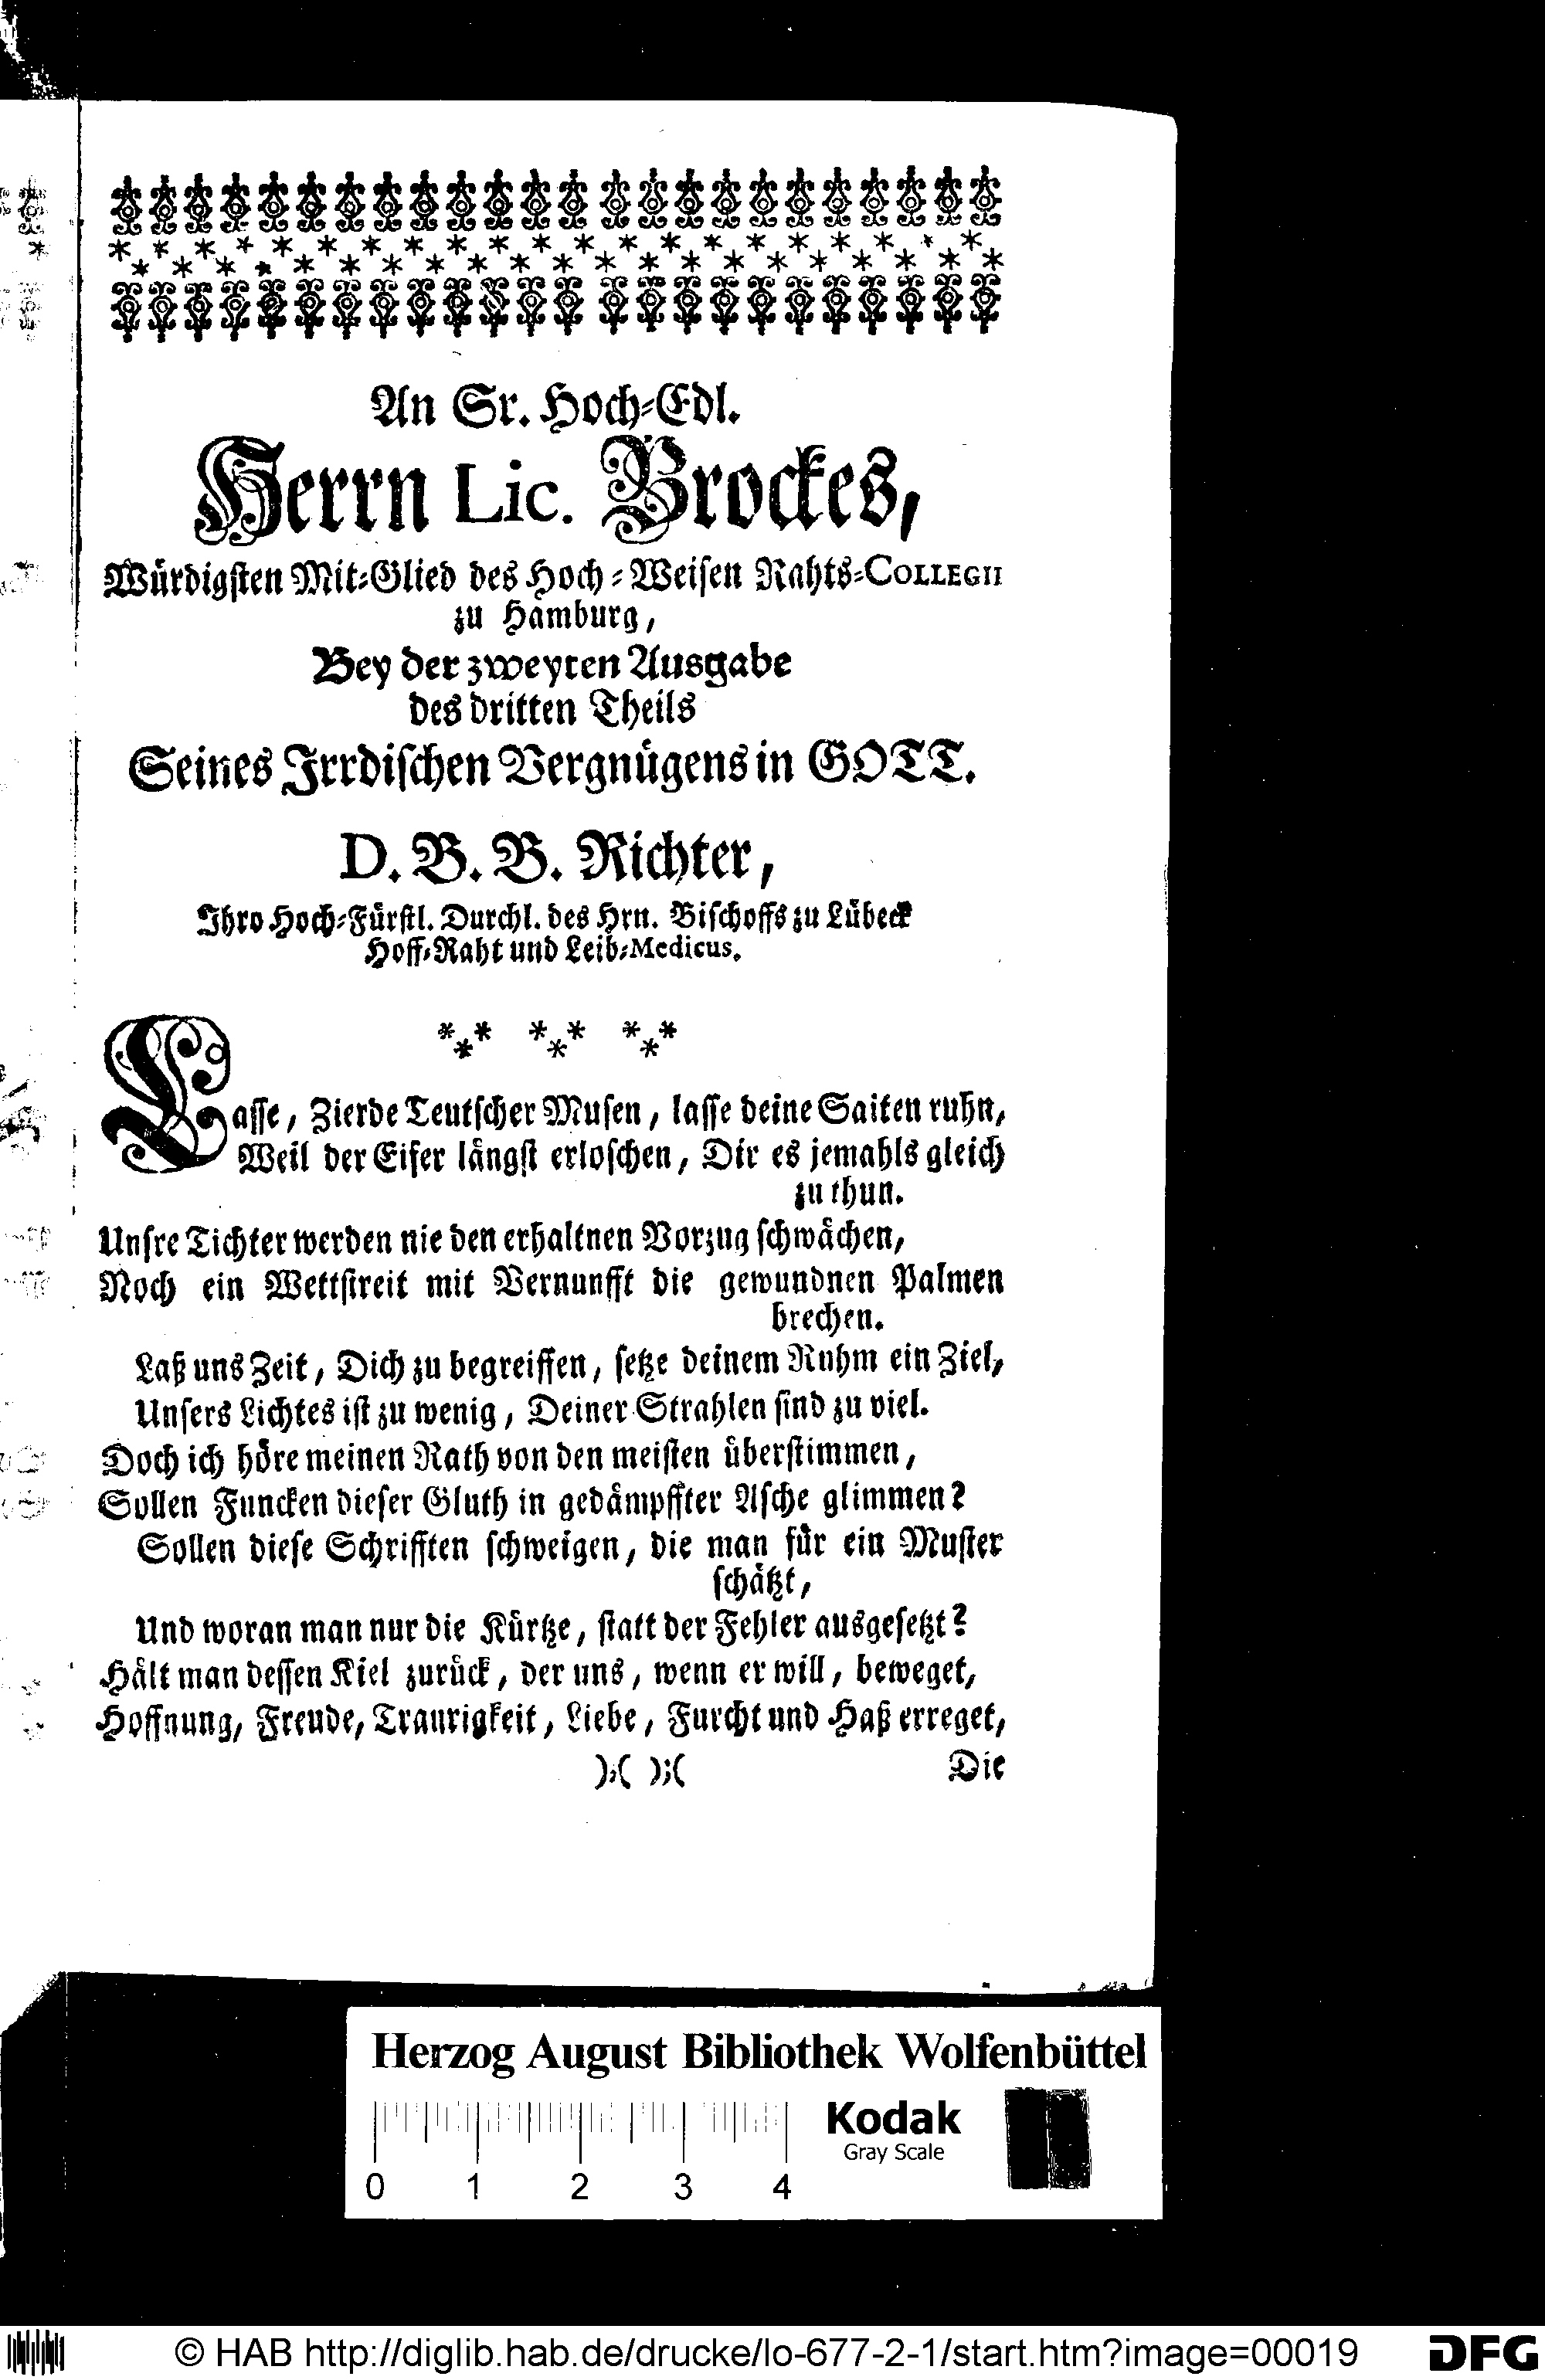 An Sr. Hoch-Edl.
Herrn Lic. Brockes,
Würdigsten Mit-Glied des Hoch-Weisen Rahts-COLLEGII
zu Hamburg,
Bey der zweyten Ausgabe
des dritten Theils
Seines Irrdischen Vergnügens in GOTT.
D. B. B. Richter,
Ihro Hoch-Fürstl. Durchl. des Hrn. Bischoffs zu Lübeck
Hoff-Raht und Leib-Medicus.
Lasse, Zierde Teutscher Musen, lasse deine Saiten ruhn,
Weil der Eifer längst erloschen, Dir es jemahls gleich
zu thun.
Unsre Tichter werden nie den erhaltnen Vorzug schwächen,
Noch ein Wettstreit mit Vernunfft die gewundnen Palmen
brechen.
Laß uns Zeit, Dich zu begreiffen, setze deinem Ruhm ein Ziel,
Unsers Lichtes ist zu wenig, Deiner Strahlen sind zu viel.
Doch ich höre meinen Rath von den meisten überstimmen,
Sollen Funcken dieser Gluth in gedämpffter Asche glimmen?
Sollen diese Schrifften schweigen, die man für ein Muster
schätzt,
Und woran man nur die Kürtze, statt der Fehler ausgesetzt?
Hält man dessen Kiel zurück, der uns, wenn er will, beweget,
Hoffnung, Freude, Traurigkeit, Liebe, Furcht und Haß erreget,
);( );( Die
Herzog August Bibliothek Wolfenbüttel
Kodak
Gray Scale
0 1 2 3 4
© HAB http://diglib.hab.de/drucke/lo-677-2-1/start.htm?image=00019
DFG